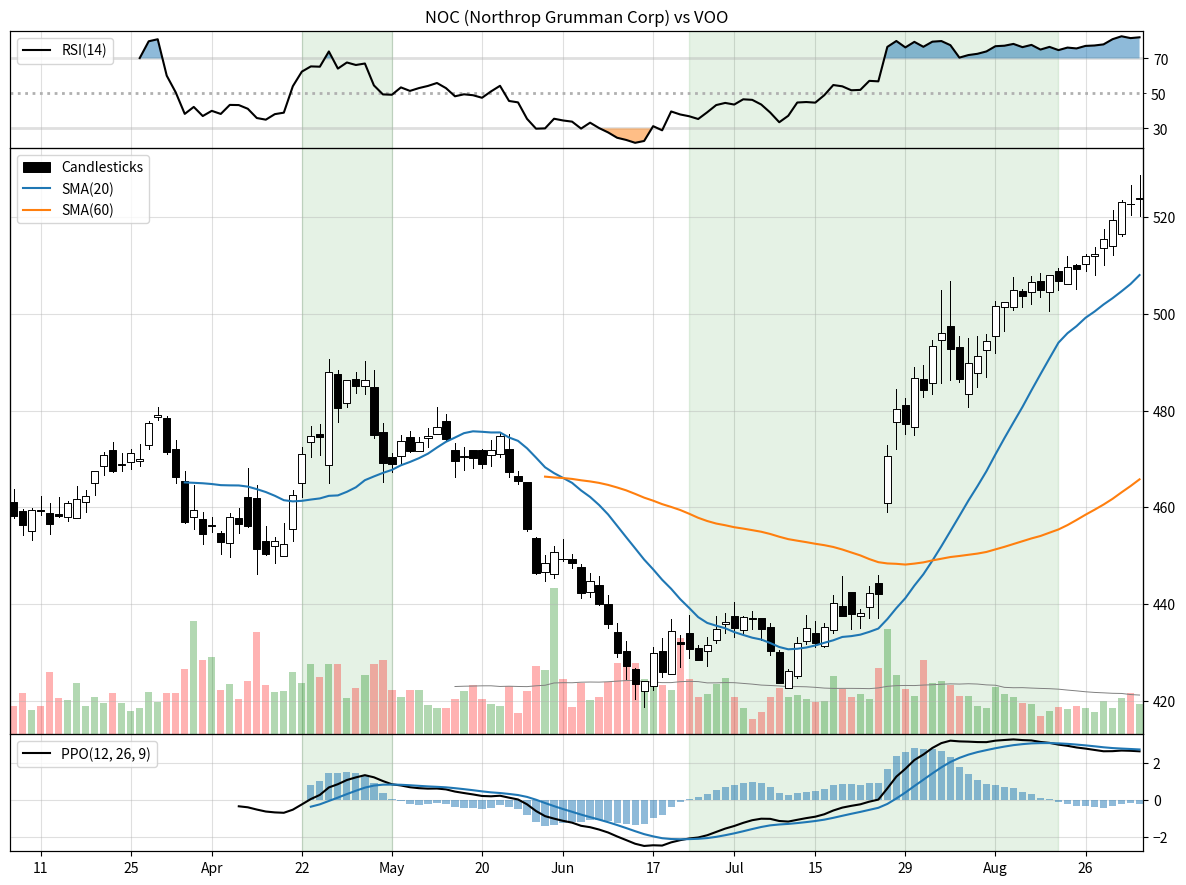 NOC (Northrop Grumman Corp) vs VOO
RSI(14)
70
50
30
Candlesticks
SMA(20)
SMA(60)
520
500
480
460
440
420
PPO(12, 26, 9)
2
0
−2
11 25 Apr 22 May 20 Jun 17 Jul 15 29 Aug 26